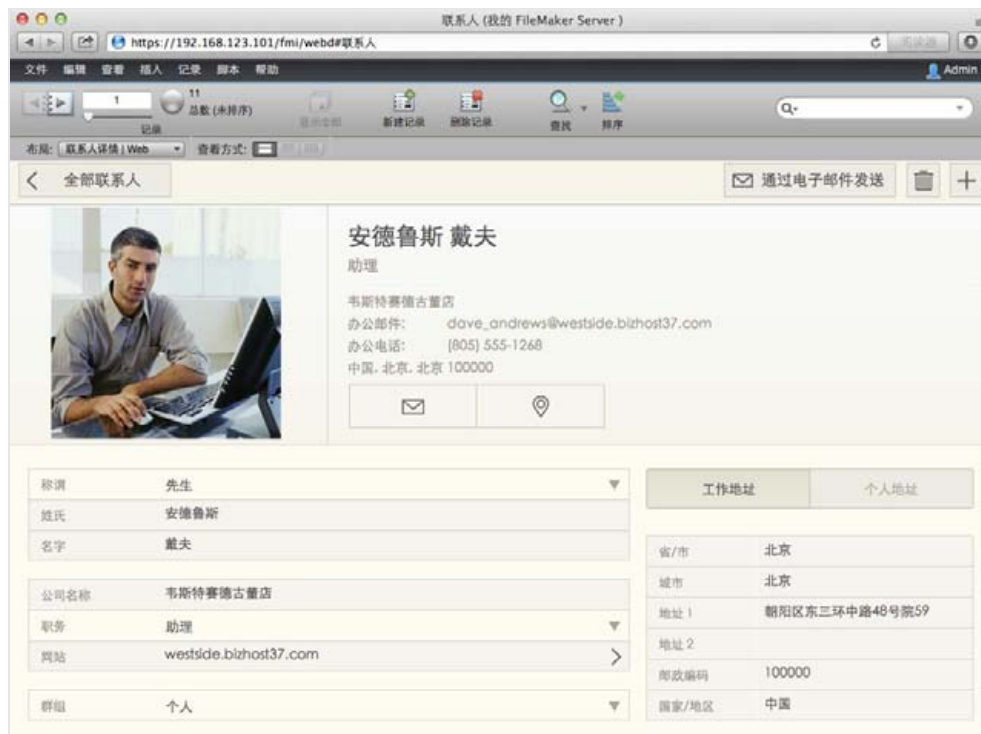 联系人 (我的 FileMaker Server )
https://192.168.123.101/fmi/webd#联系人
阅读器
文件 编辑 查看 插入 记录 脚本 帮助
Admin
1
11
总数 (未排序)
记录
显示全部
新建记录
删除记录
查找
排序
布局: 联系人详情 | Web 查看方式:
全部联系人
通过电子邮件发送
安德鲁斯 戴夫
助理
韦斯特赛德古董店
办公邮件: dave_andrews@westside.bizhost37.com
办公电话: (805) 555-1268
中国, 北京, 北京 100000
称谓 先生
姓氏 安德鲁斯
名字 戴夫
公司名称 韦斯特赛德古董店
职务 助理
网站 westside.bizhost37.com
群组 个人
工作地址 个人地址
省/市 北京
城市 北京
地址 1 朝阳区东三环中路48号院59
地址 2
邮政编码 100000
国家/地区 中国